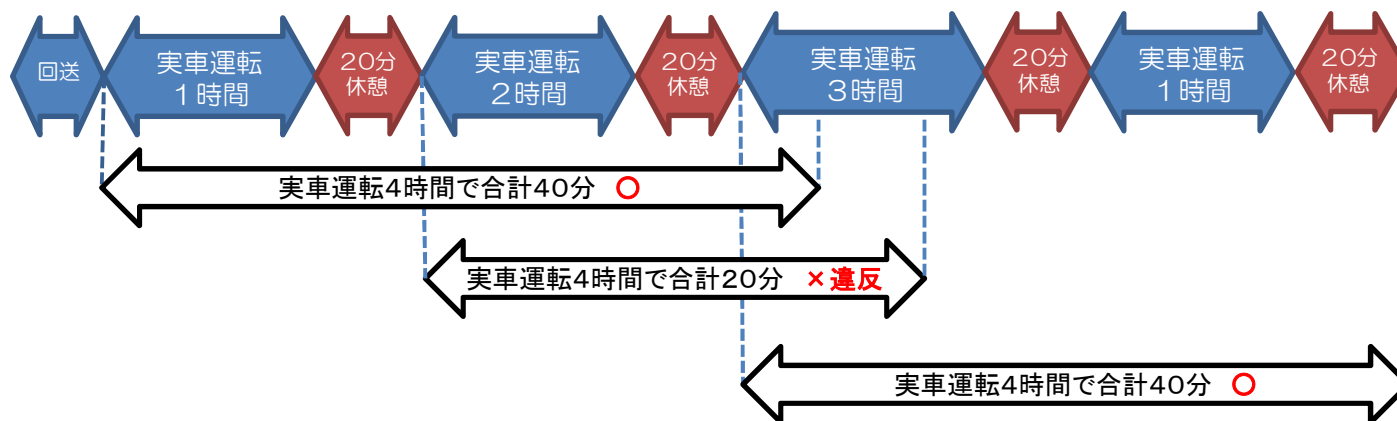 回送
実車運転
１時間
20分
休憩
実車運転
２時間
20分
休憩
実車運転
３時間
20分
休憩
実車運転
１時間
20分
休憩
実車運転4時間で合計40分 〇
実車運転4時間で合計20分 ×違反
実車運転4時間で合計40分 〇